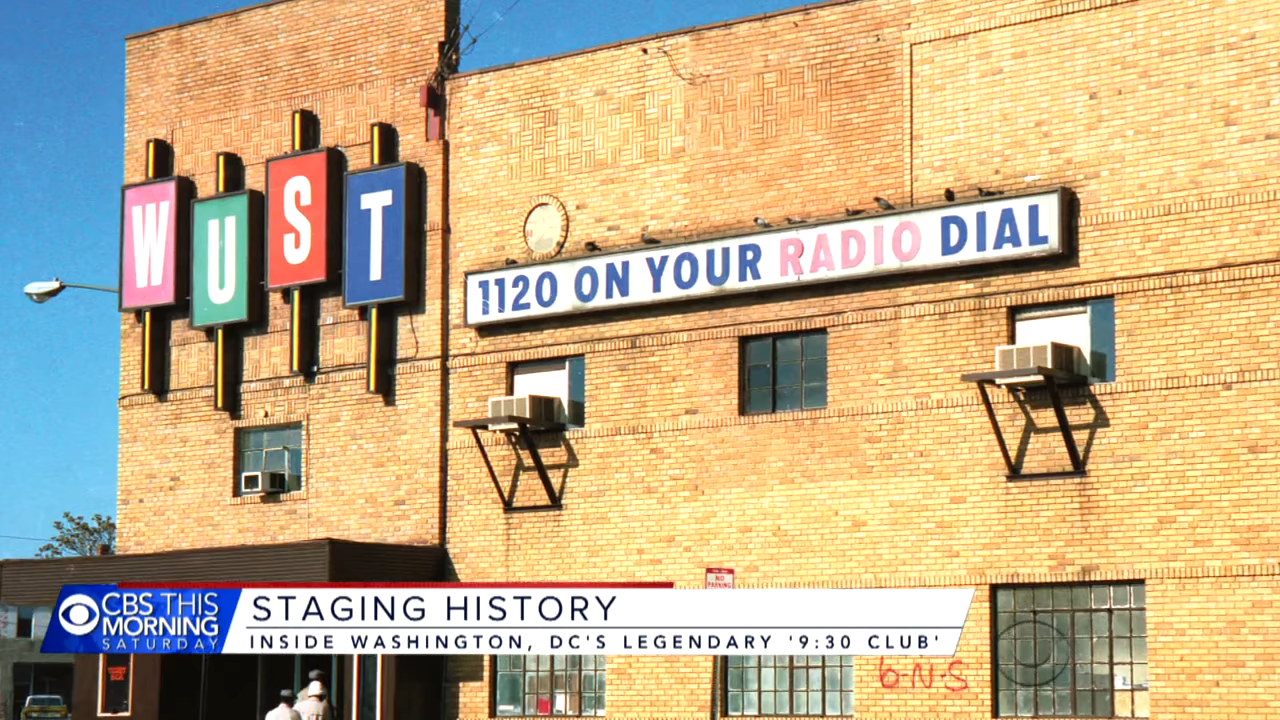 WUST
1120 ON YOUR RADIO DIAL
NO PARKING
CBS THIS MORNING
SATURDAY
STAGING HISTORY
INSIDE WASHINGTON, DC'S LEGENDARY '9:30 CLUB'
b-N-S